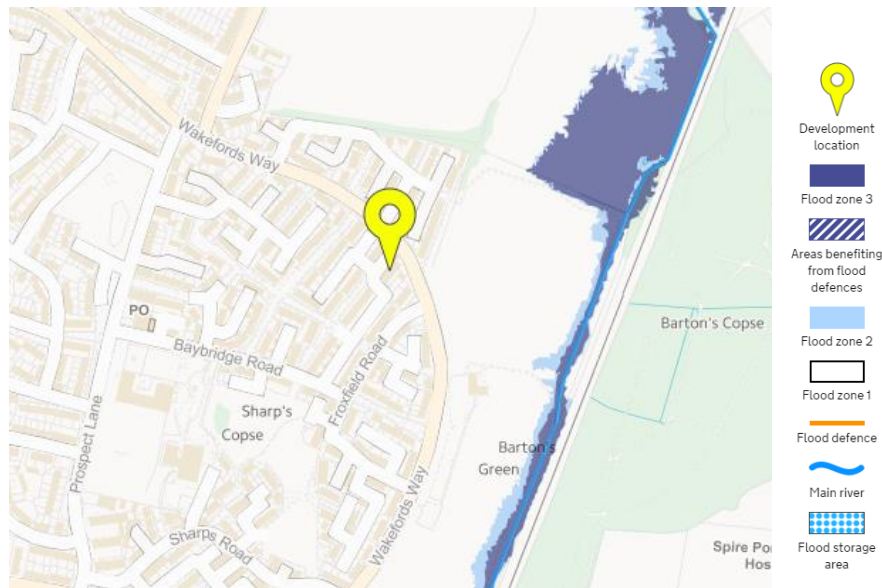 Wakefords Way
PO
Baybridge Road
Froxfield Road
Sharp's
Copse
Prospect Lane
Sharps Road
Wakefords Way
Barton's
Green
Barton's Copse
Spire Por
Hos
Development
location
Flood zone 3
Areas benefiting
from flood
defences
Flood zone 2
Flood zone 1
Flood defence
Main river
Flood storage
area